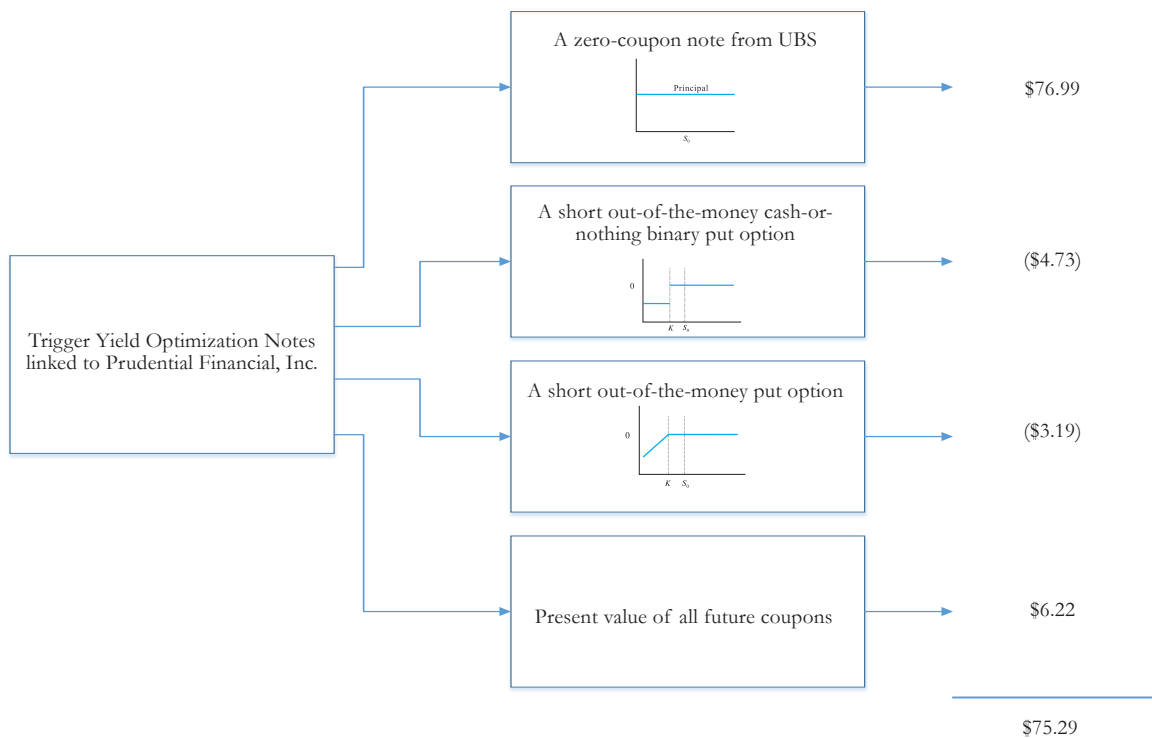 A zero-coupon note from UBS
Principal
S0
$76.99
A short out-of-the-money cash-or-
nothing binary put option
0
K S0
($4.73)
Trigger Yield Optimization Notes
linked to Prudential Financial, Inc.
A short out-of-the-money put option
0
K S0
($3.19)
Present value of all future coupons
$6.22
$75.29